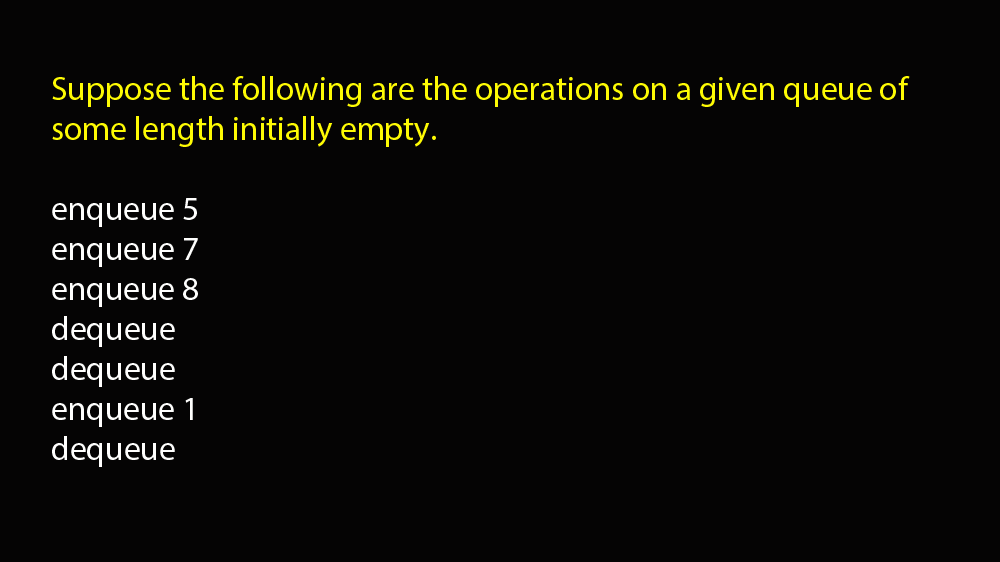 Suppose the following are the operations on a given queue of
some length initially empty.
enqueue 5
enqueue 7
enqueue 8
dequeue
dequeue
enqueue 1
dequeue